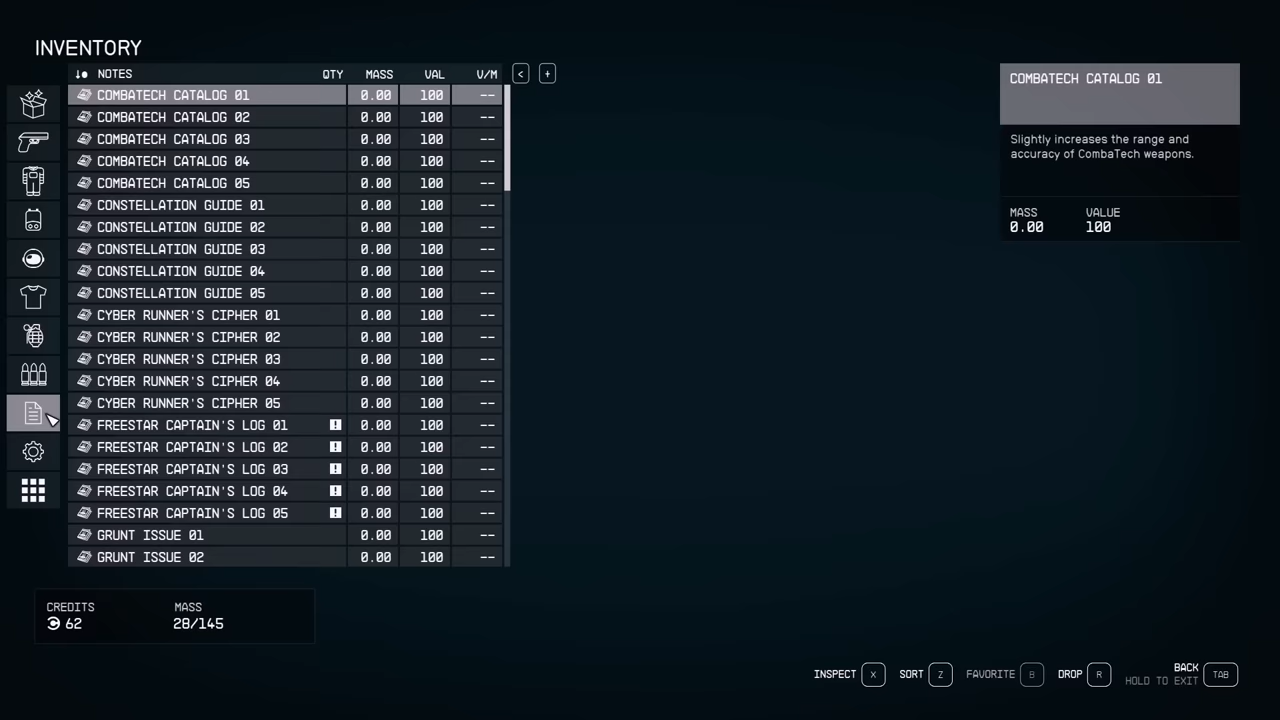 INVENTORY
NOTES QTY MASS VAL V/M < +
COMBATECH CATALOG 01 0.00 100 --
COMBATECH CATALOG 02 0.00 100 --
COMBATECH CATALOG 03 0.00 100 --
COMBATECH CATALOG 04 0.00 100 --
COMBATECH CATALOG 05 0.00 100 --
CONSTELLATION GUIDE 01 0.00 100 --
CONSTELLATION GUIDE 02 0.00 100 --
CONSTELLATION GUIDE 03 0.00 100 --
CONSTELLATION GUIDE 04 0.00 100 --
CONSTELLATION GUIDE 05 0.00 100 --
CYBER RUNNER'S CIPHER 01 0.00 100 --
CYBER RUNNER'S CIPHER 02 0.00 100 --
CYBER RUNNER'S CIPHER 03 0.00 100 --
CYBER RUNNER'S CIPHER 04 0.00 100 --
CYBER RUNNER'S CIPHER 05 0.00 100 --
FREESTAR CAPTAIN'S LOG 01 ! 0.00 100 --
FREESTAR CAPTAIN'S LOG 02 ! 0.00 100 --
FREESTAR CAPTAIN'S LOG 03 ! 0.00 100 --
FREESTAR CAPTAIN'S LOG 04 ! 0.00 100 --
FREESTAR CAPTAIN'S LOG 05 ! 0.00 100 --
GRUNT ISSUE 01 0.00 100 --
GRUNT ISSUE 02 0.00 100 --
COMBATECH CATALOG 01
Slightly increases the range and
accuracy of CombaTech weapons.
MASS VALUE
0.00 100
CREDITS MASS
62 28/145
INSPECT X SORT Z FAVORITE B DROP R BACK TAB
HOLD TO EXIT